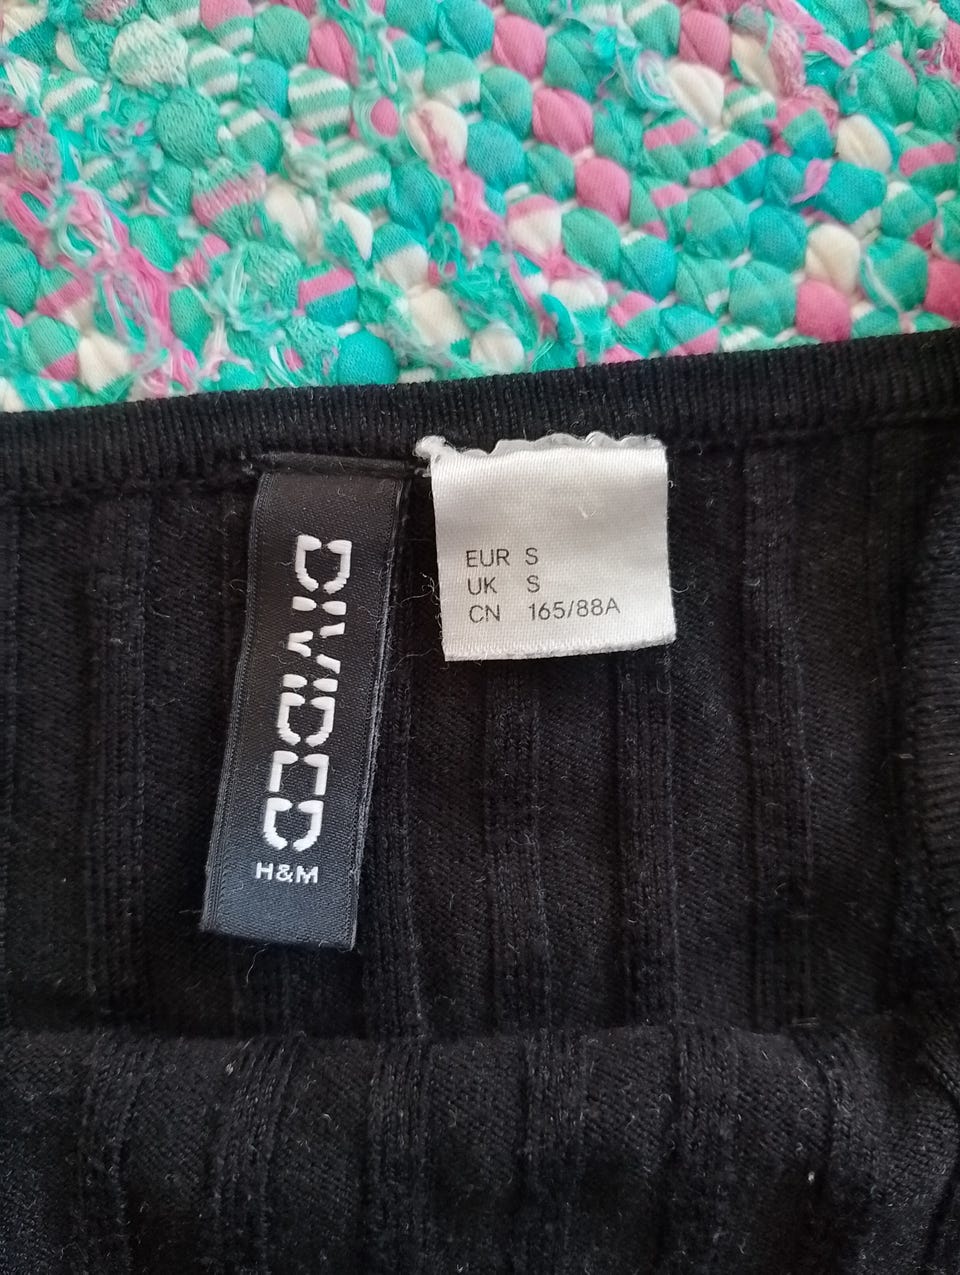 DIVIDED
H&M
EUR S
UK S
CN 165/88A